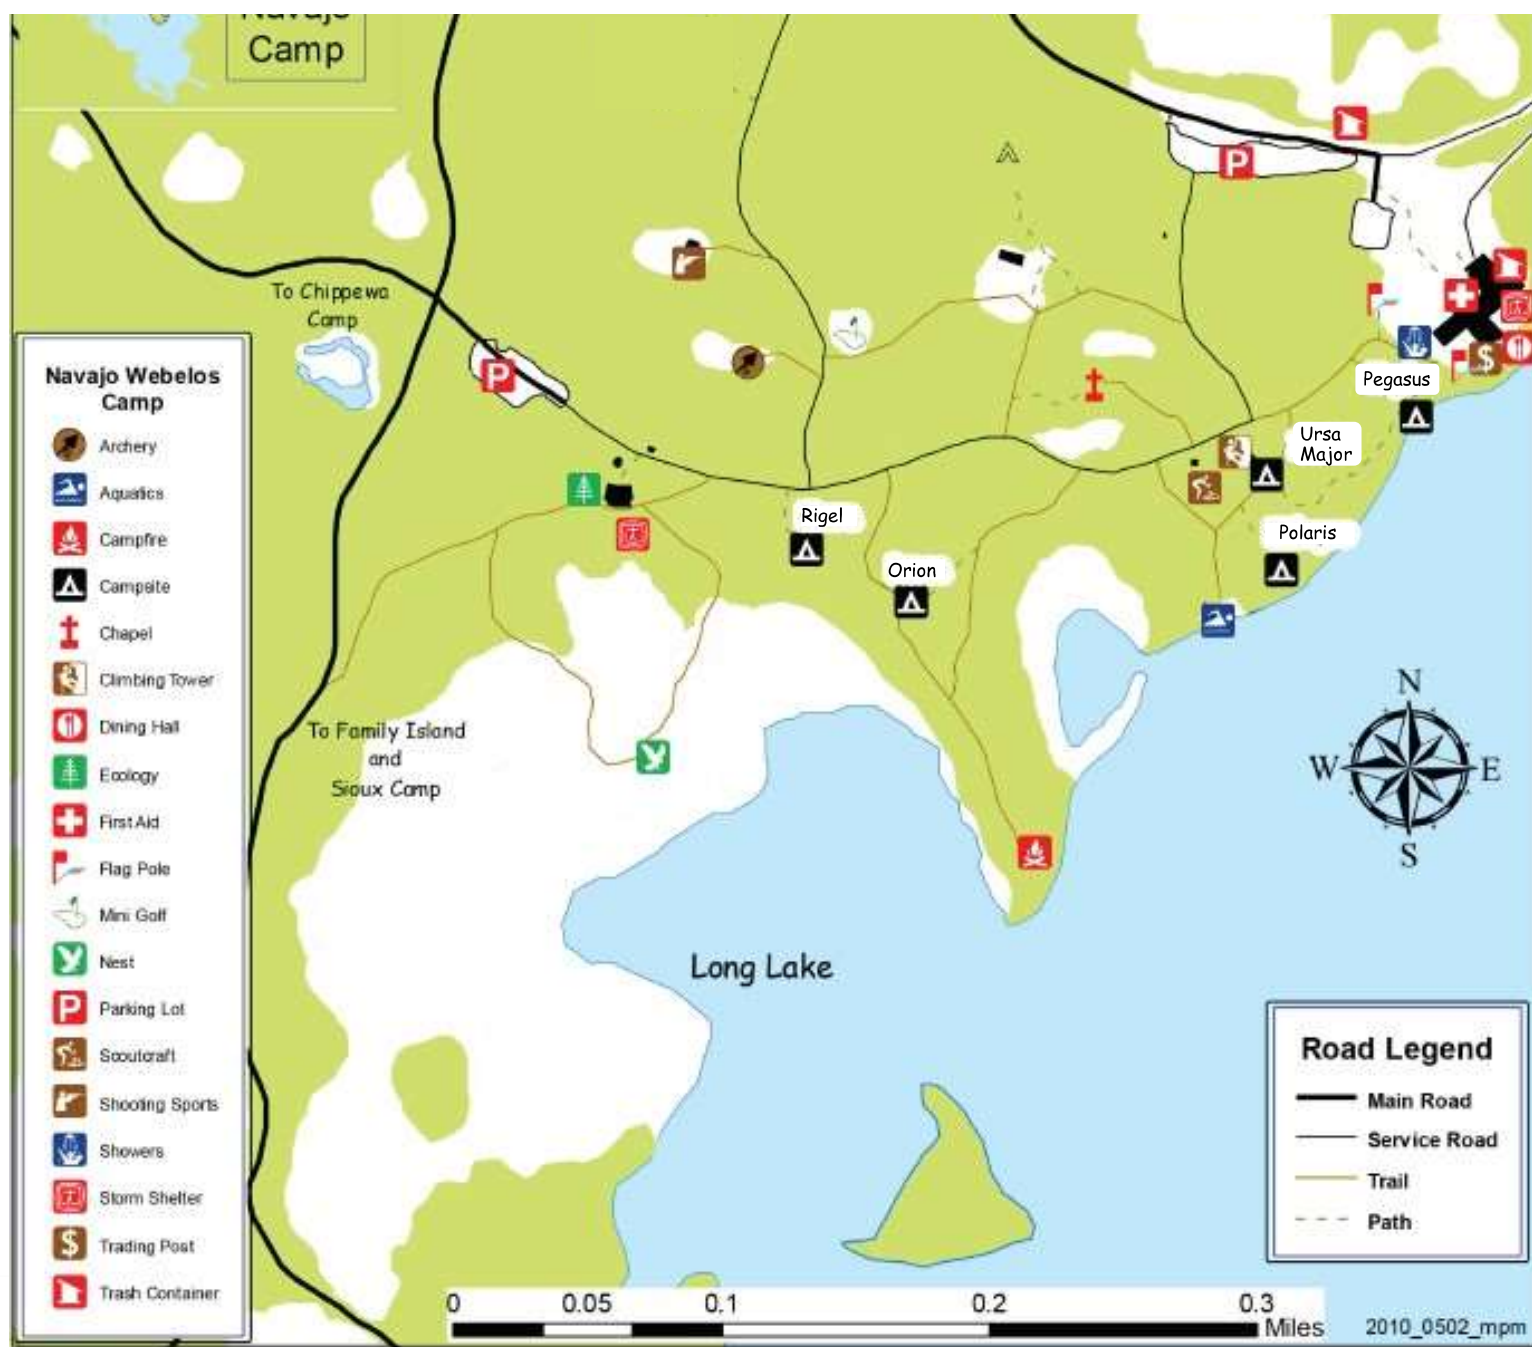 Navajo
Camp
To Chippewa
Camp
Navajo Webelos
Camp
Archery
Aquatics
Campfire
Campsite
Chapel
Climbing Tower
Dining Hall
Ecology
First Aid
Flag Pole
Mini Golf
Nest
Parking Lot
Scoutcraft
Shooting Sports
Showers
Storm Shelter
Trading Post
Trash Container
P
P
P
$
$
Pegasus
Ursa
Major
Rigel
Polaris
Orion
To Family Island
and
Sioux Camp
N
W
E
S
Long Lake
Road Legend
Main Road
Service Road
Trail
Path
0 0.05 0.1 0.2 0.3
Miles
2010_0502_mpm